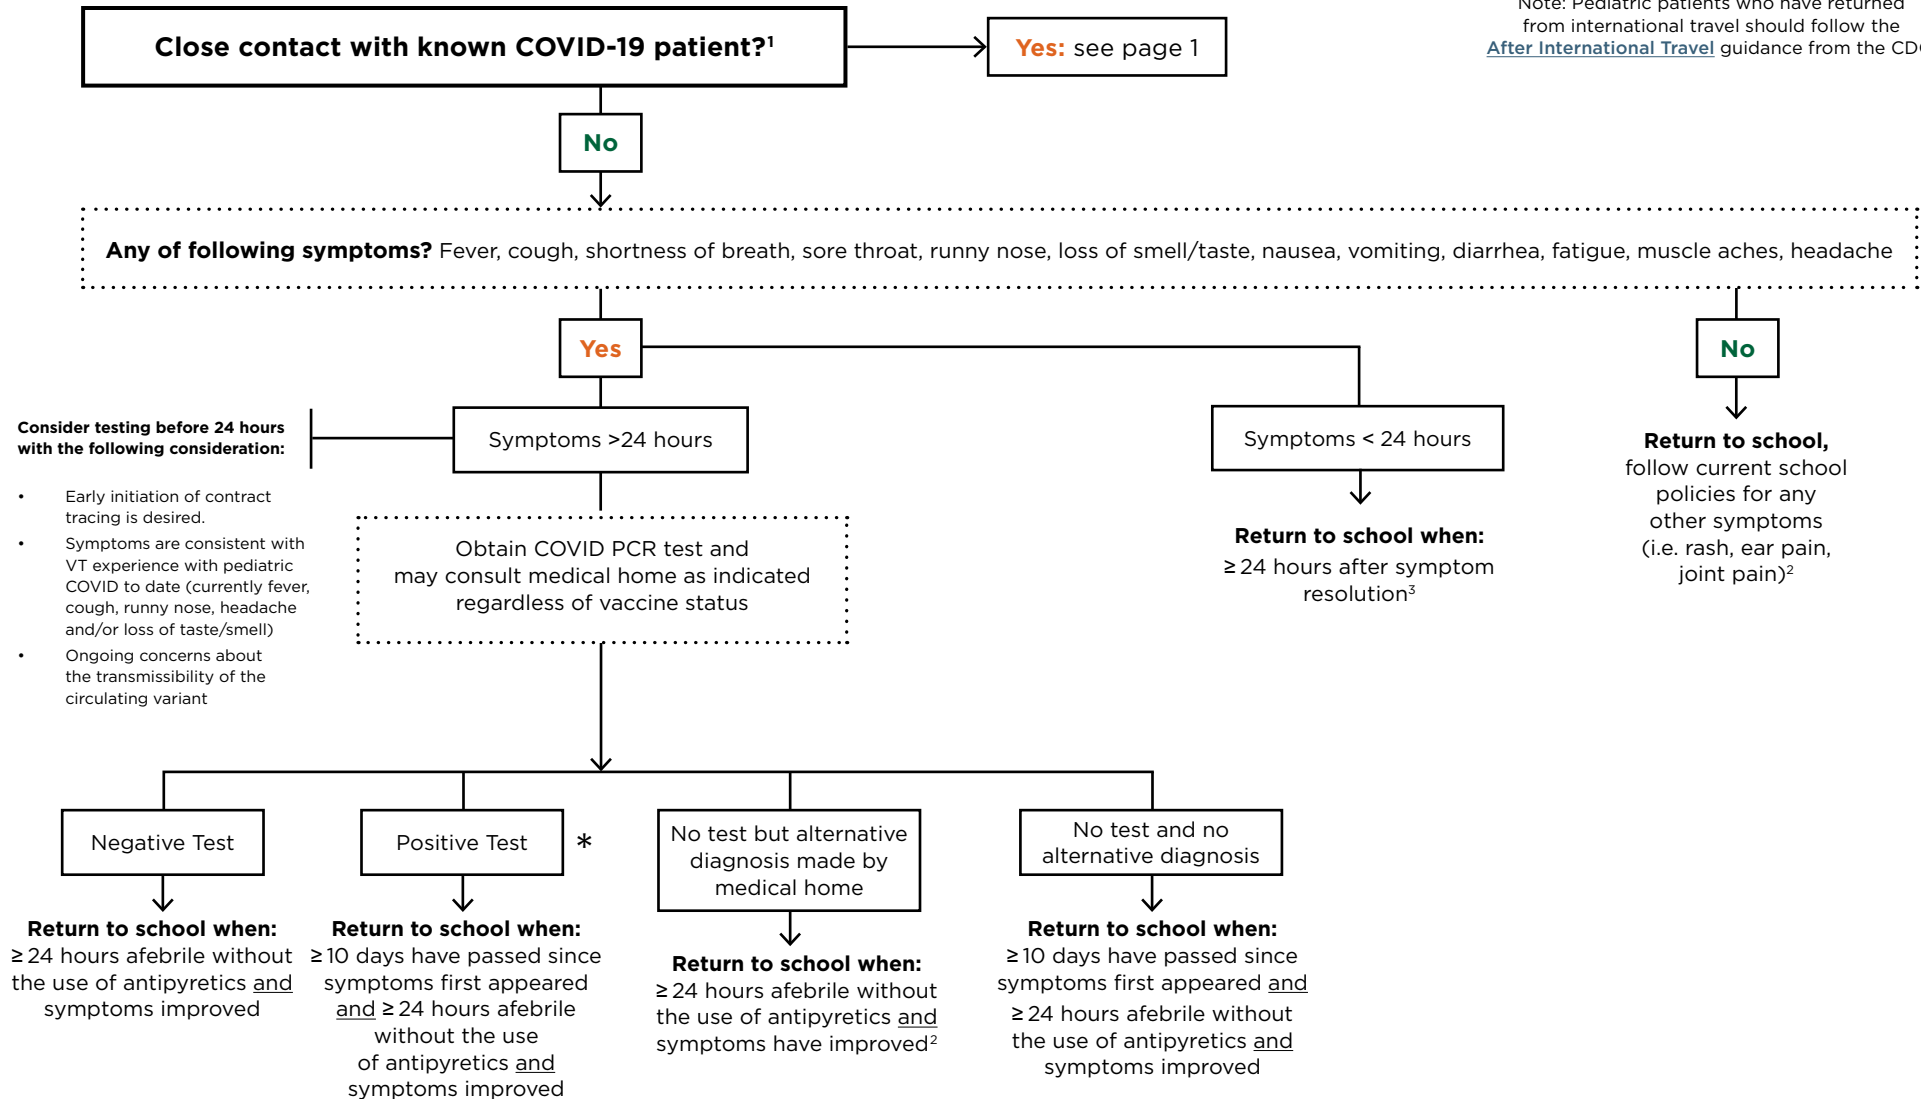 Note: Pediatric patients who have returned
from international travel should follow the
After International Travel guidance from the CDC
Close contact with known COVID-19 patient?1
Yes: see page 1
No
Any of following symptoms? Fever, cough, shortness of breath, sore throat, runny nose, loss of smell/taste, nausea, vomiting, diarrhea, fatigue, muscle aches, headache
Yes
No
Consider testing before 24 hours
with the following consideration:
• Early initiation of contract
tracing is desired.
• Symptoms are consistent with
VT experience with pediatric
COVID to date (currently fever,
cough, runny nose, headache
and/or loss of taste/smell)
• Ongoing concerns about
the transmissibility of the
circulating variant
Symptoms >24 hours
Obtain COVID PCR test and
may consult medical home as indicated
regardless of vaccine status
Symptoms < 24 hours
Return to school when:
≥ 24 hours after symptom
resolution3
Return to school,
follow current school
policies for any
other symptoms
(i.e. rash, ear pain,
joint pain)2
Negative Test
Return to school when:
≥ 24 hours afebrile without
the use of antipyretics and
symptoms improved
Positive Test *
Return to school when:
≥ 10 days have passed since
symptoms first appeared
and ≥ 24 hours afebrile
without the use
of antipyretics and
symptoms improved
No test but alternative
diagnosis made by
medical home
Return to school when:
≥ 24 hours afebrile without
the use of antipyretics and
symptoms have improved2
No test and no
alternative diagnosis
Return to school when:
≥ 10 days have passed since
symptoms first appeared and
≥ 24 hours afebrile without
the use of antipyretics and
symptoms improved